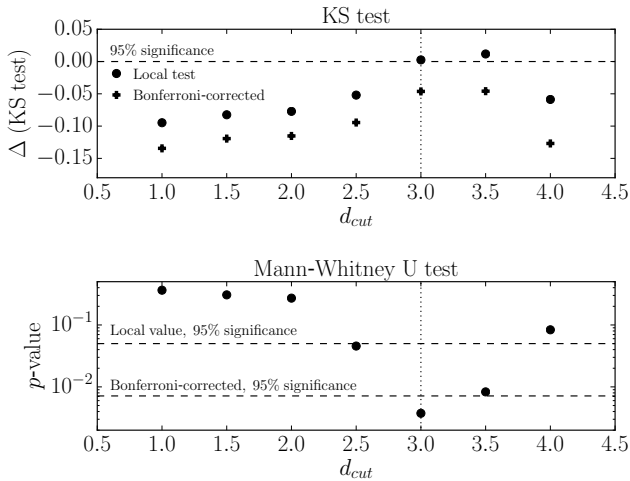 KS test
0.05
0.00
−0.05
−0.10
−0.15
Δ (KS test)
95% significance
Local test
Bonferroni-corrected
0.5 1.0 1.5 2.0 2.5 3.0 3.5 4.0 4.5
d_cut
Mann-Whitney U test
10⁻¹
10⁻²
p-value
Local value, 95% significance
Bonferroni-corrected, 95% significance
0.5 1.0 1.5 2.0 2.5 3.0 3.5 4.0 4.5
d_cut